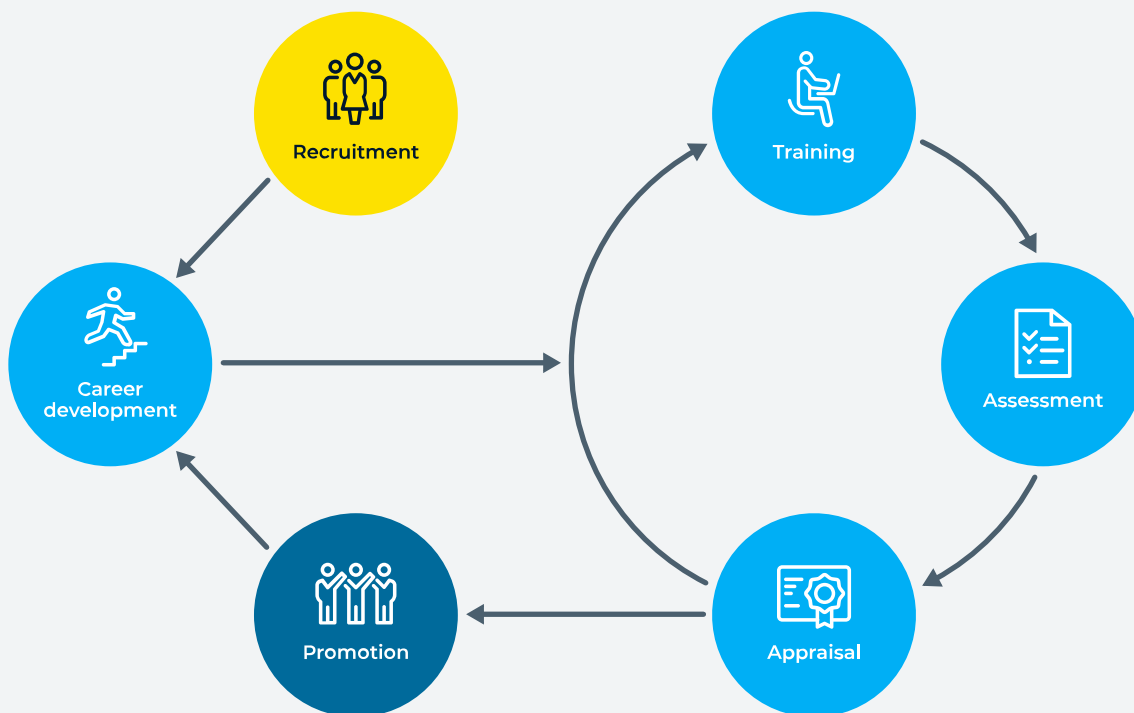 Recruitment
Training
Career
development
Assessment
Promotion
Appraisal